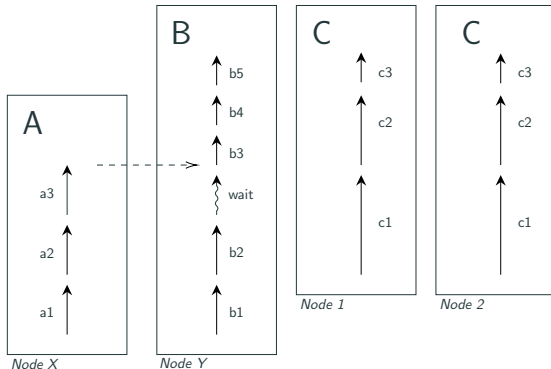 A
a3
a2
a1
Node X
B
b5
b4
b3
wait
b2
b1
Node Y
C
c3
c2
c1
Node 1
C
c3
c2
c1
Node 2